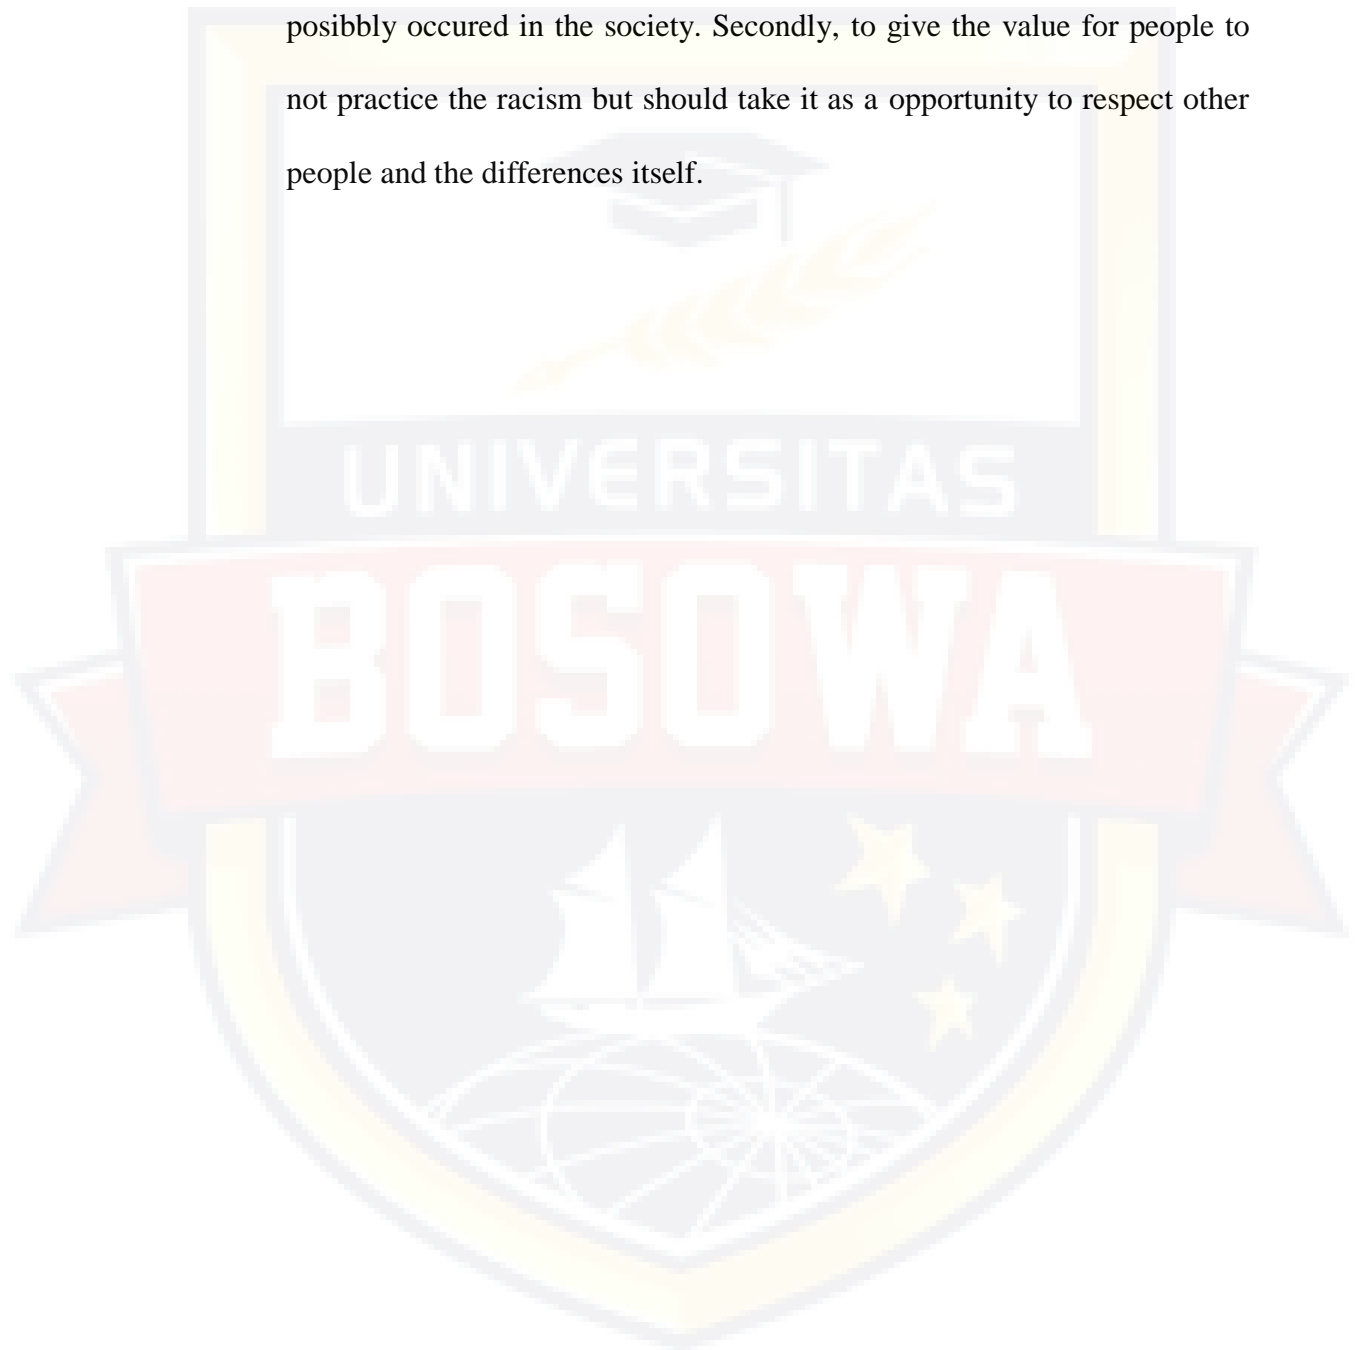 posibbly occured in the society. Secondly, to give the value for people to
not practice the racism but should take it as a opportunity to respect other
people and the differences itself.
UNIVERSITAS
BOSOWA